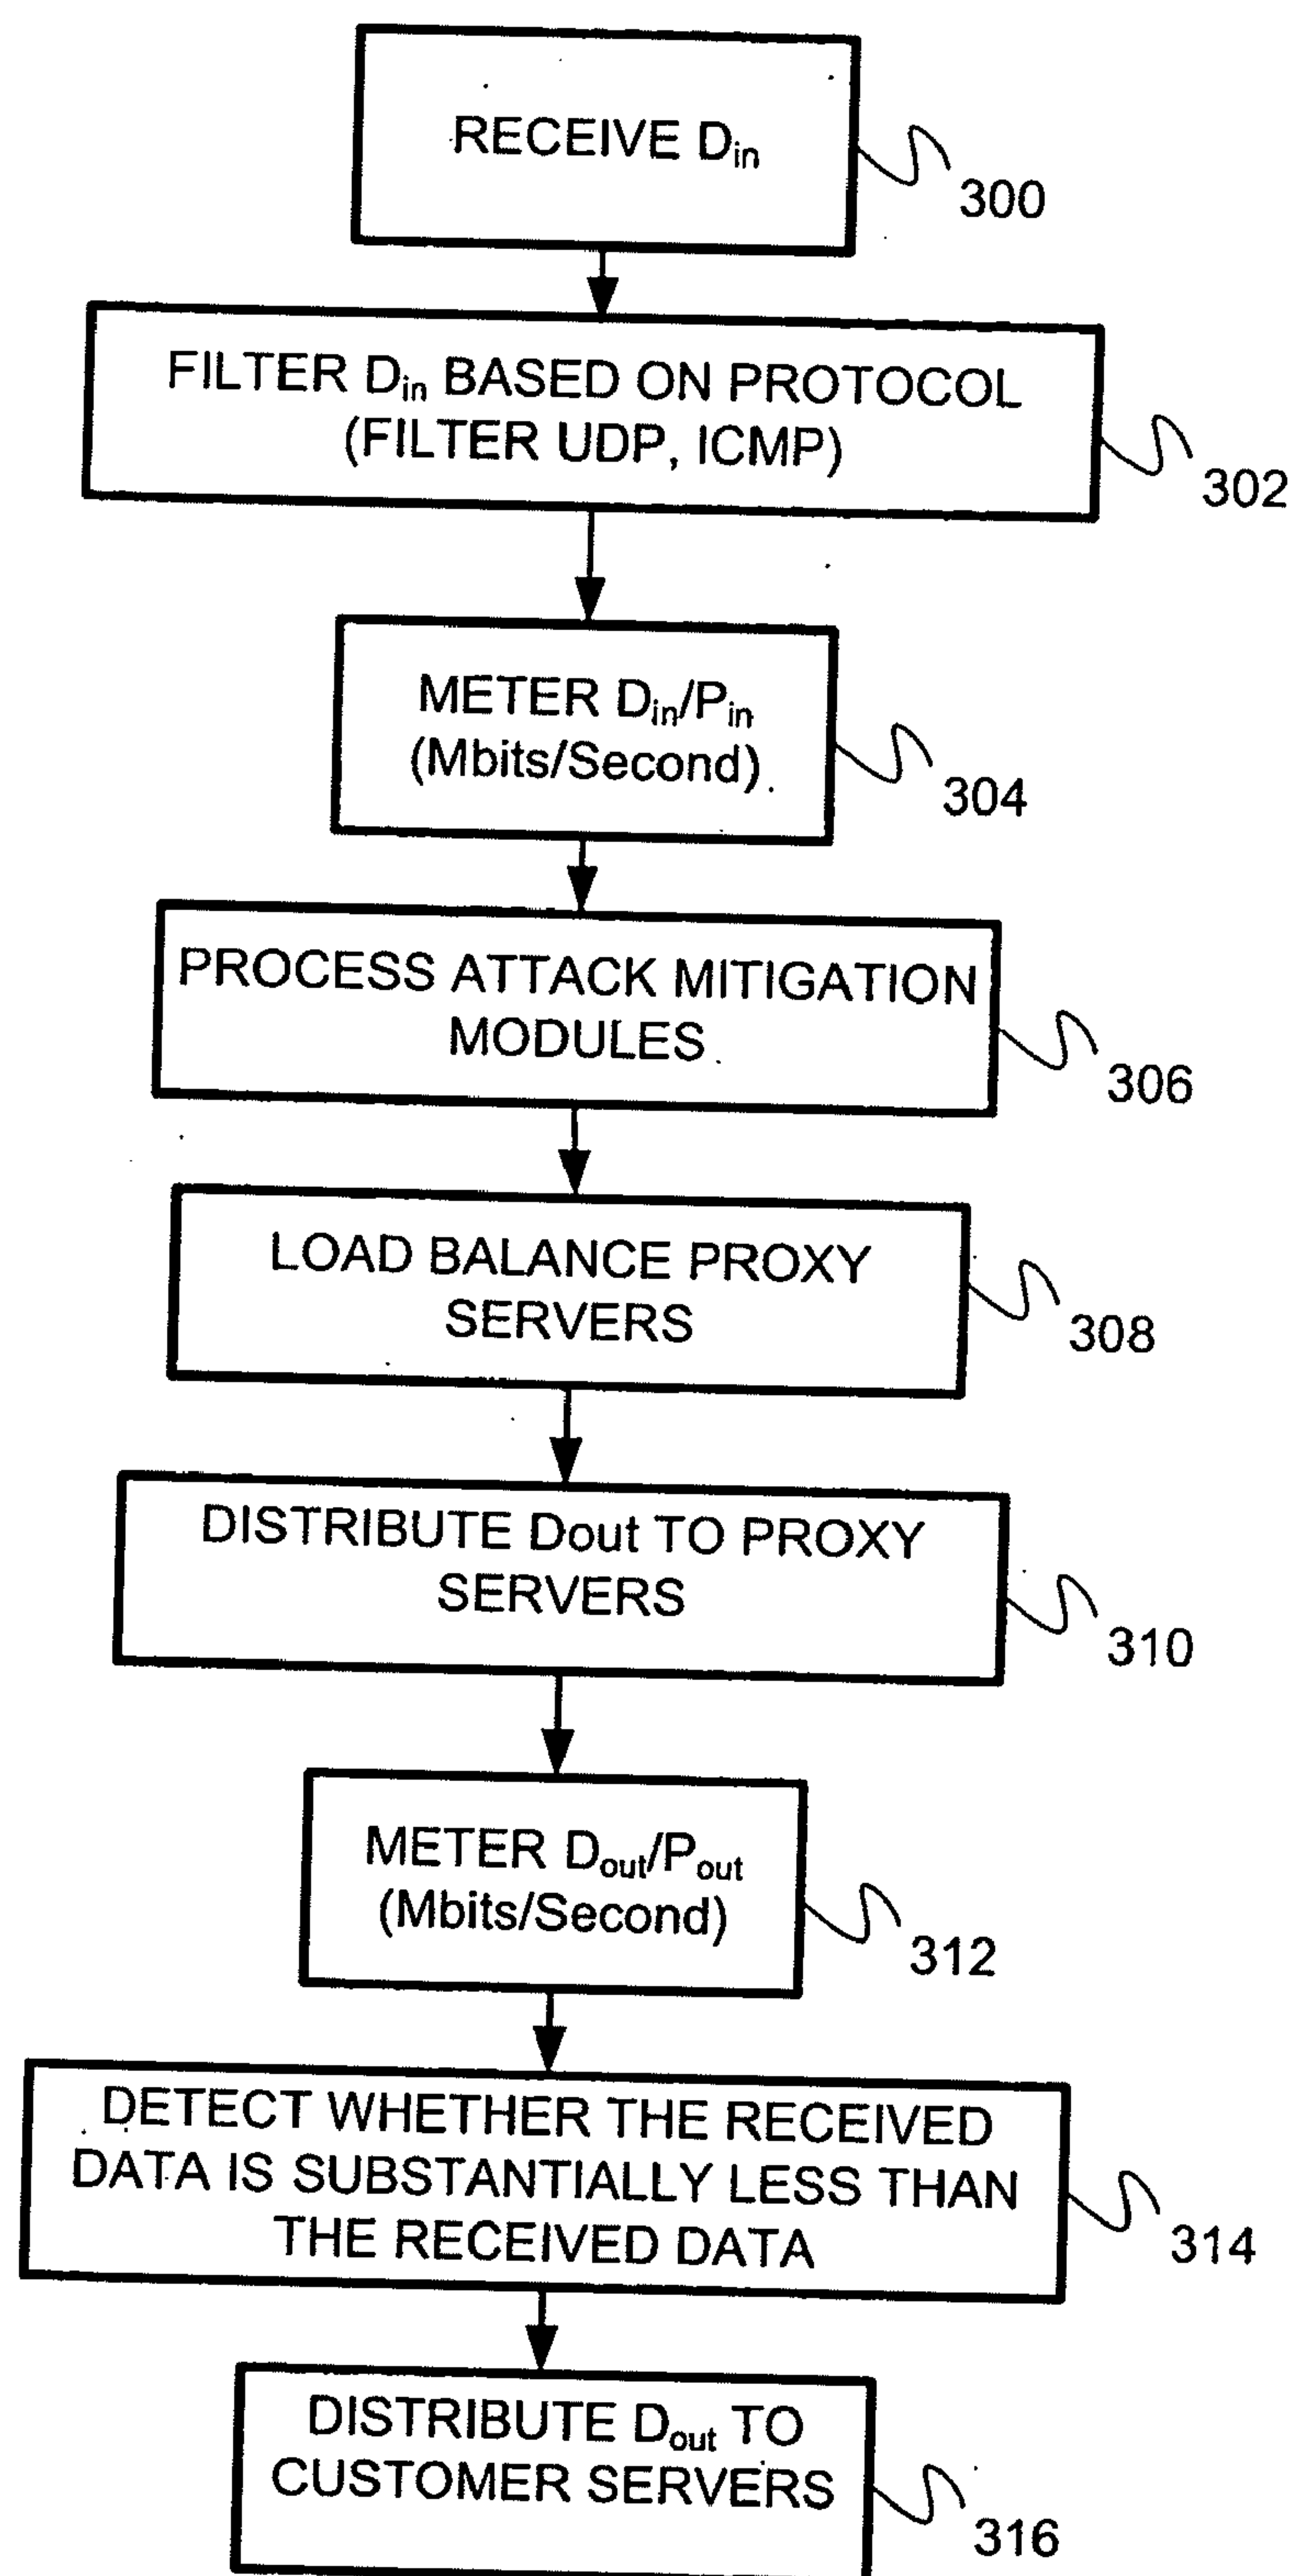 RECEIVE Din
300
FILTER Din BASED ON PROTOCOL
(FILTER UDP, ICMP)
302
METER Din/Pin
(Mbits/Second)
304
PROCESS ATTACK MITIGATION
MODULES
306
LOAD BALANCE PROXY
SERVERS
308
DISTRIBUTE Dout TO PROXY
SERVERS
310
METER Dout/Pout
(Mbits/Second)
312
DETECT WHETHER THE RECEIVED
DATA IS SUBSTANTIALLY LESS THAN
THE RECEIVED DATA
314
DISTRIBUTE Dout TO
CUSTOMER SERVERS
316